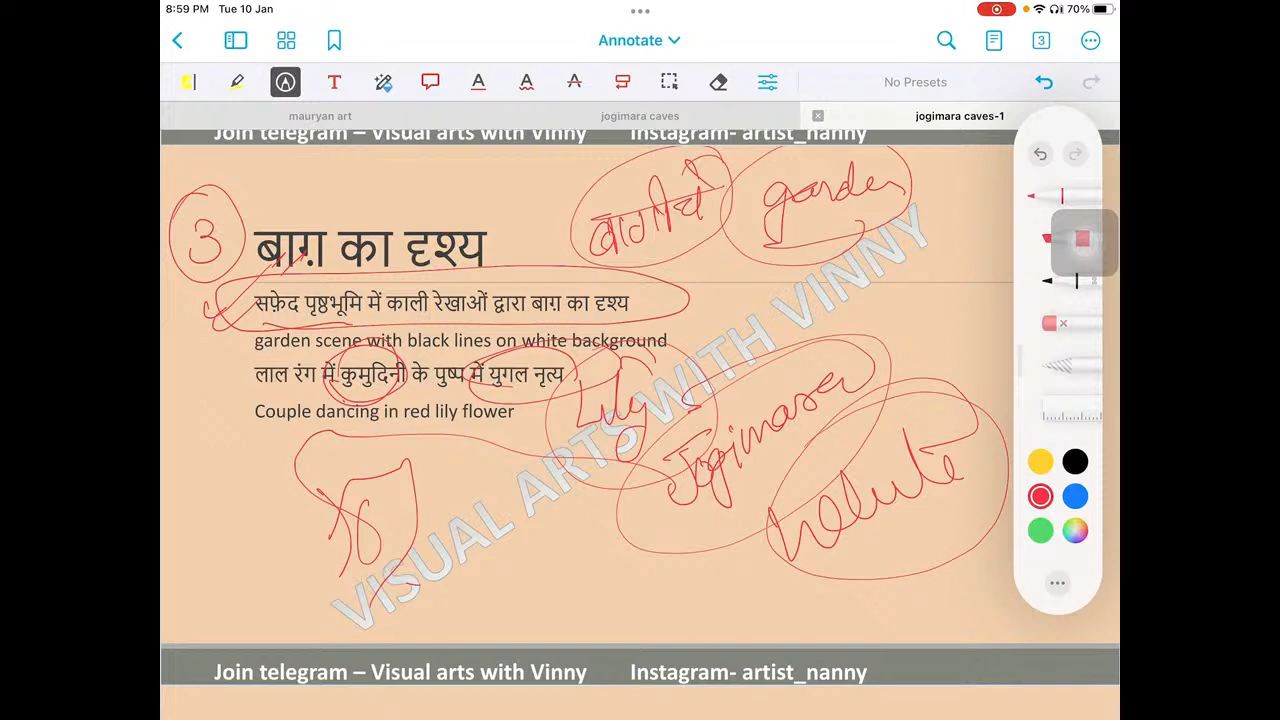 8:59 PM Tue 10 Jan
70%
Annotate
3
T
A A A
No Presets
mauryan art
jogimara caves
jogimara caves-1
Join telegram – Visual arts with Vinny Instagram- artist_nanny
बागीचे garden
3
बाग़ का दृश्य
सफ़ेद पृष्ठभूमि में काली रेखाओं द्वारा बाग़ का दृश्य
garden scene with black lines on white background
लाल रंग में कुमुदिनी के पुष्प में युगल नृत्य
Couple dancing in red lily flower
Lily
Jogimara
VISUAL ARTS WITH VINNY
Join telegram – Visual arts with Vinny Instagram- artist_nanny